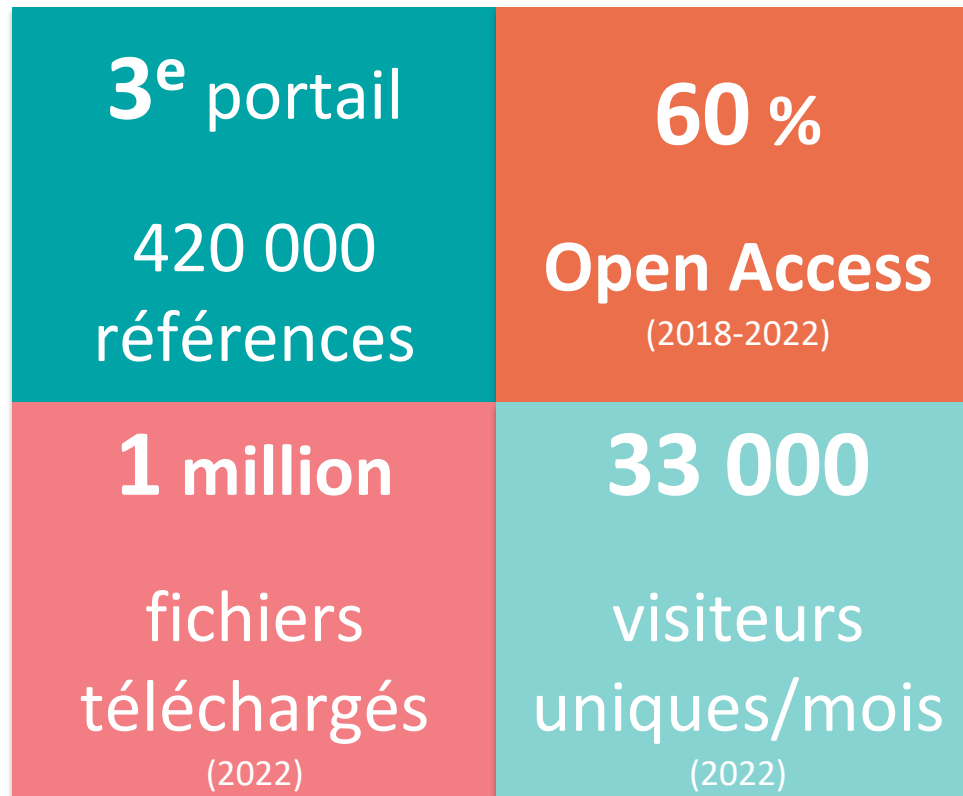 3e portail
420 000
références
60 %
Open Access
(2018-2022)
1 million
fichiers
téléchargés
(2022)
33 000
visiteurs
uniques/mois
(2022)